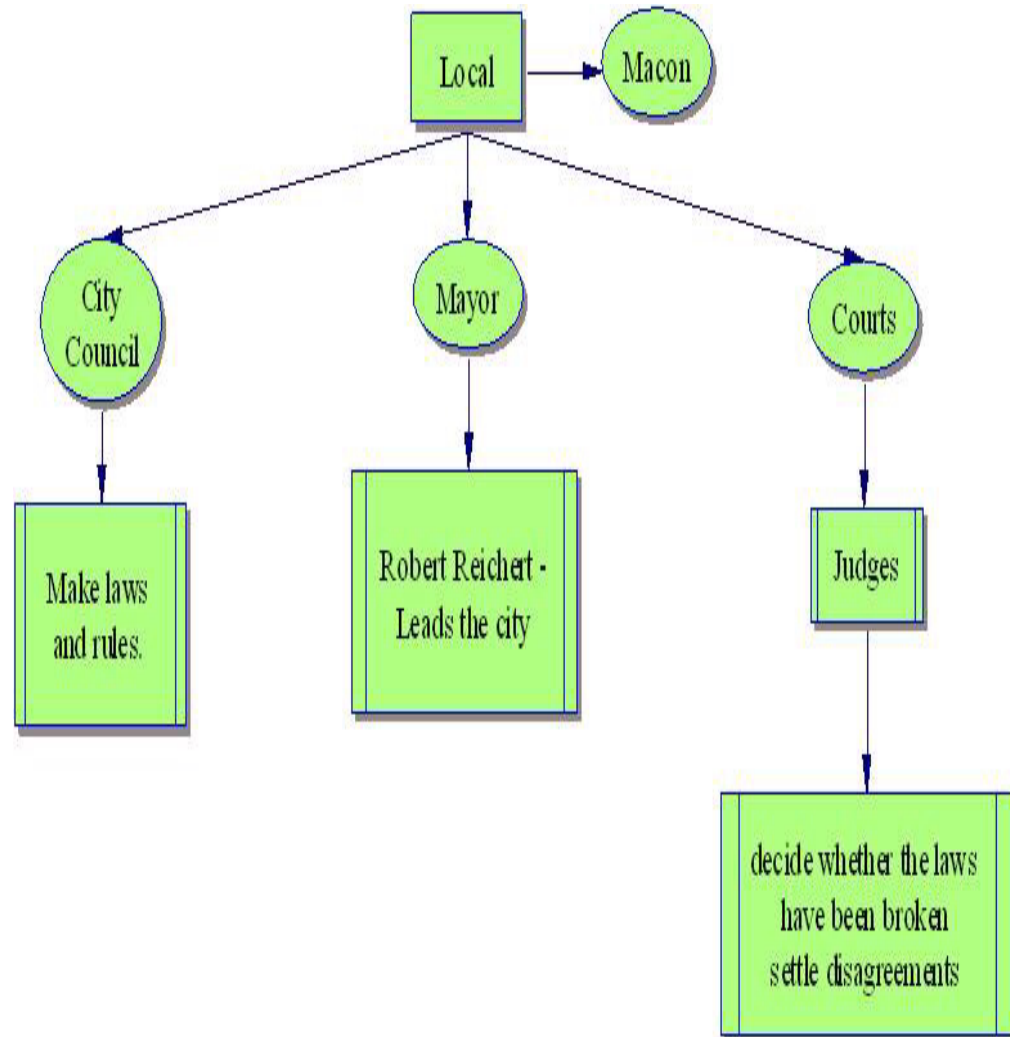 Local
Macon
City
Council
Mayor
Courts
Make laws
and rules.
Robert Reichert -
Leads the city
Judges
decide whether the laws
have been broken
settle disagreements